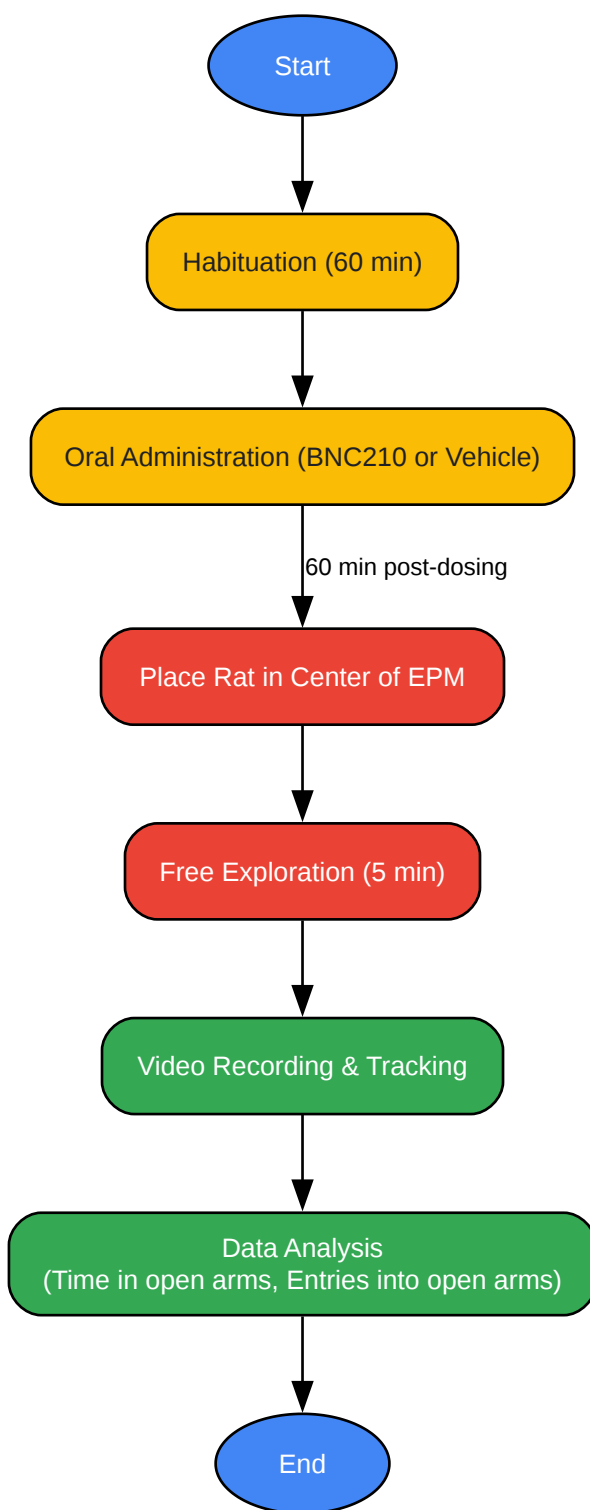 Start
Habituation (60 min)
Oral Administration (BNC210 or Vehicle)
60 min post-dosing
Place Rat in Center of EPM
Free Exploration (5 min)
Video Recording & Tracking
Data Analysis
(Time in open arms, Entries into open arms)
End